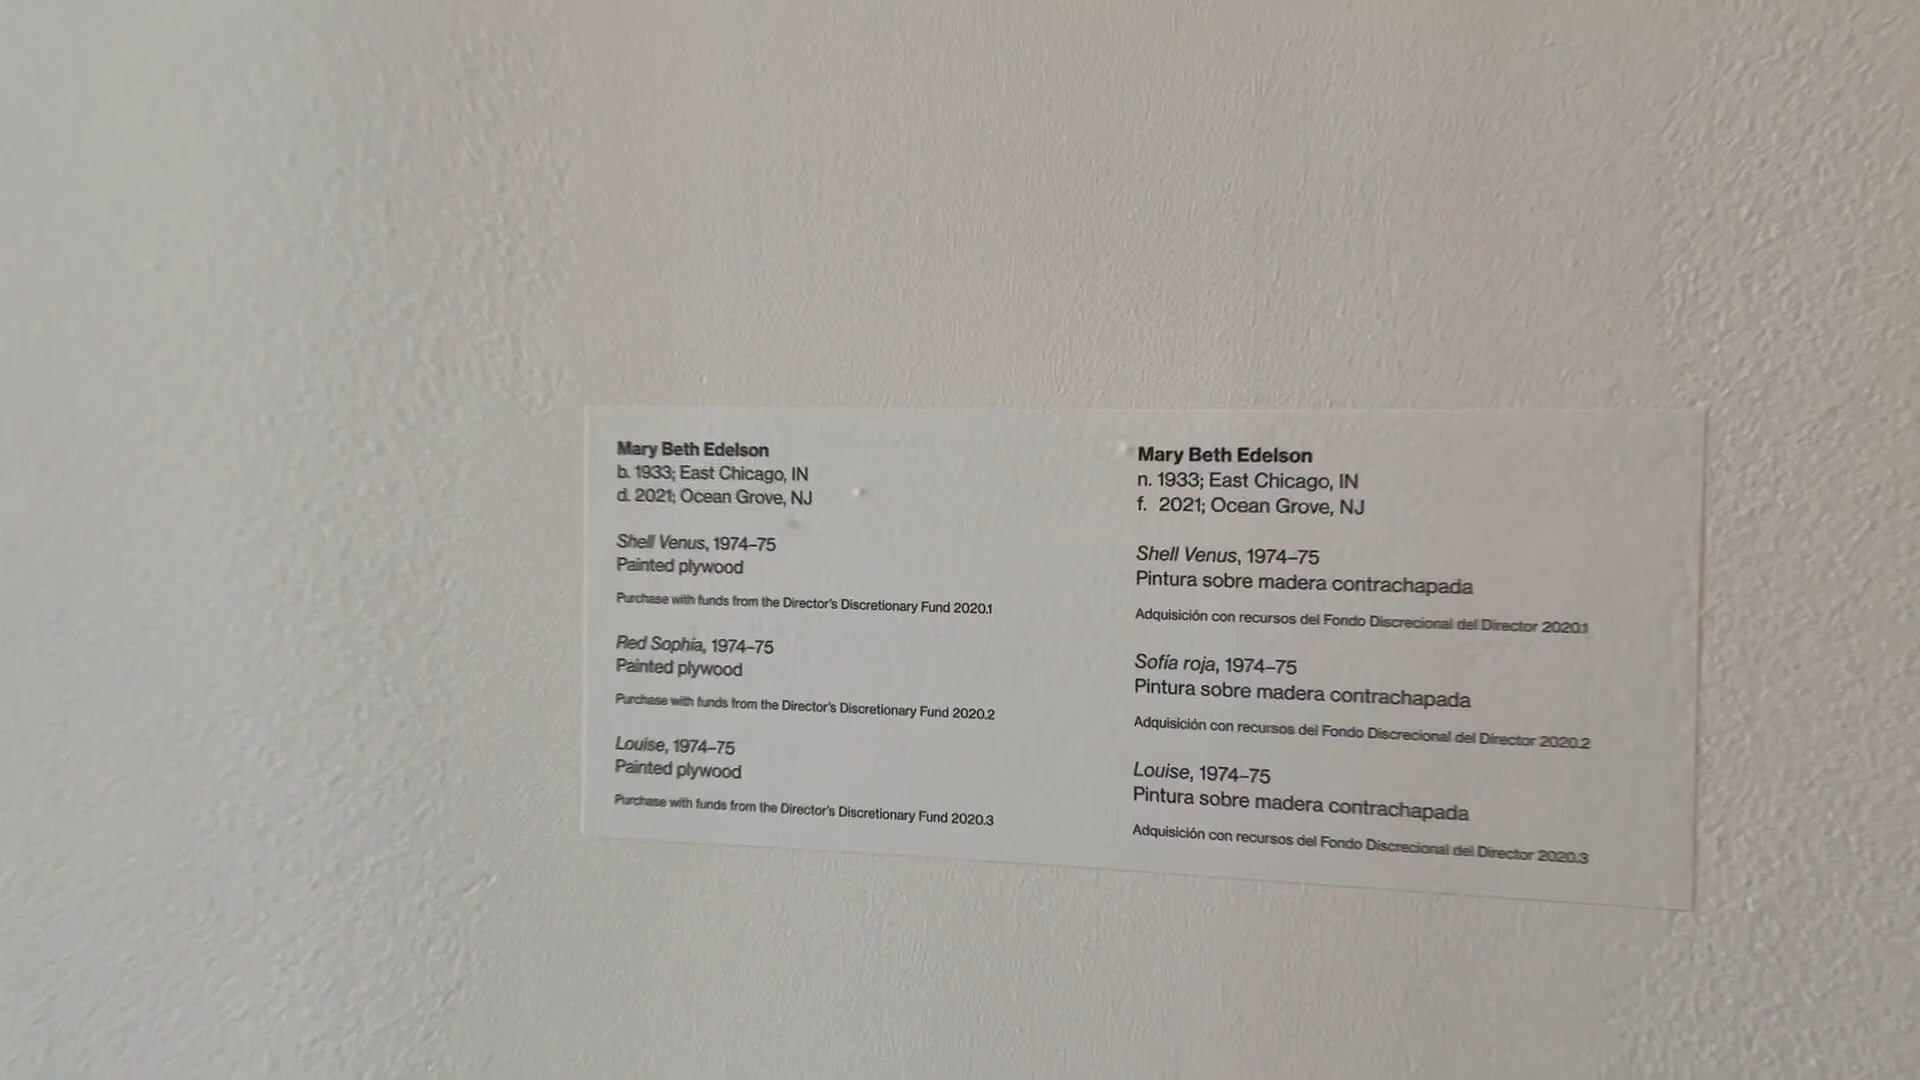 Mary Beth Edelson
b. 1933; East Chicago, IN
d. 2021; Ocean Grove, NJ
Shell Venus, 1974–75
Painted plywood
Purchase with funds from the Director's Discretionary Fund 2020.1
Red Sophia, 1974–75
Painted plywood
Purchase with funds from the Director's Discretionary Fund 2020.2
Louise, 1974–75
Painted plywood
Purchase with funds from the Director's Discretionary Fund 2020.3
Mary Beth Edelson
n. 1933; East Chicago, IN
f. 2021; Ocean Grove, NJ
Shell Venus, 1974–75
Pintura sobre madera contrachapada
Adquisición con recursos del Fondo Discrecional del Director 2020.1
Sofía roja, 1974–75
Pintura sobre madera contrachapada
Adquisición con recursos del Fondo Discrecional del Director 2020.2
Louise, 1974–75
Pintura sobre madera contrachapada
Adquisición con recursos del Fondo Discrecional del Director 2020.3